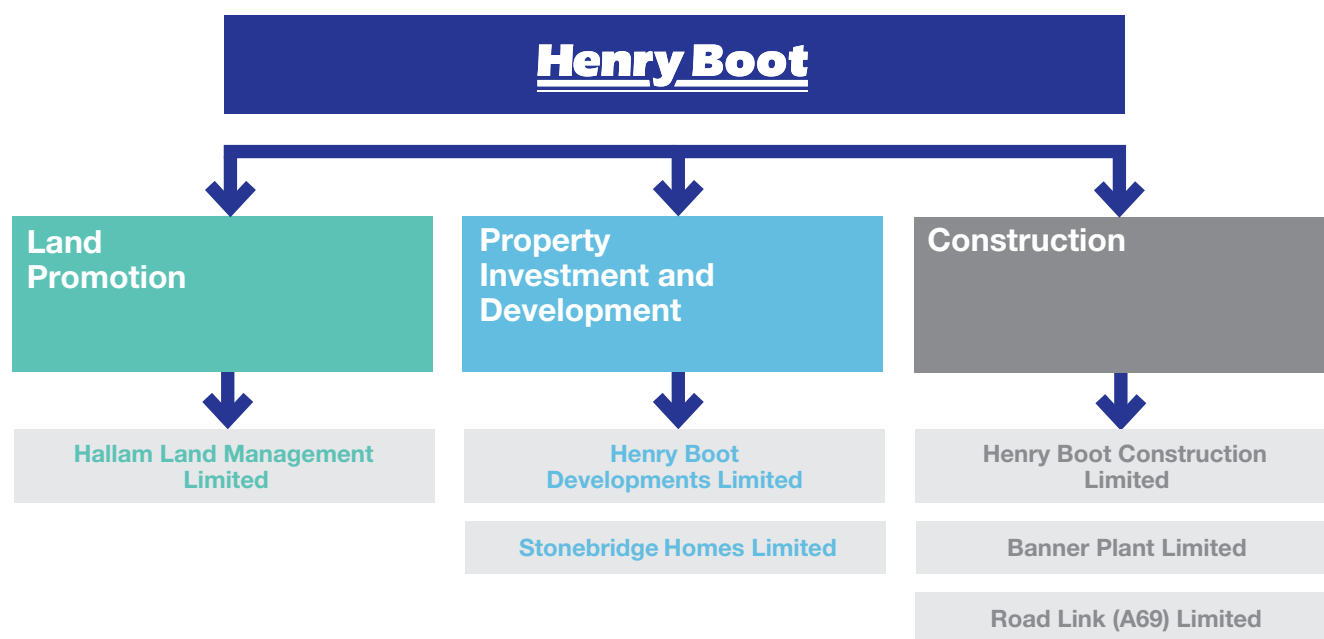 Henry Boot
Land
Promotion
Property
Investment and
Development
Construction
Hallam Land Management
Limited
Henry Boot
Developments Limited
Stonebridge Homes Limited
Henry Boot Construction
Limited
Banner Plant Limited
Road Link (A69) Limited